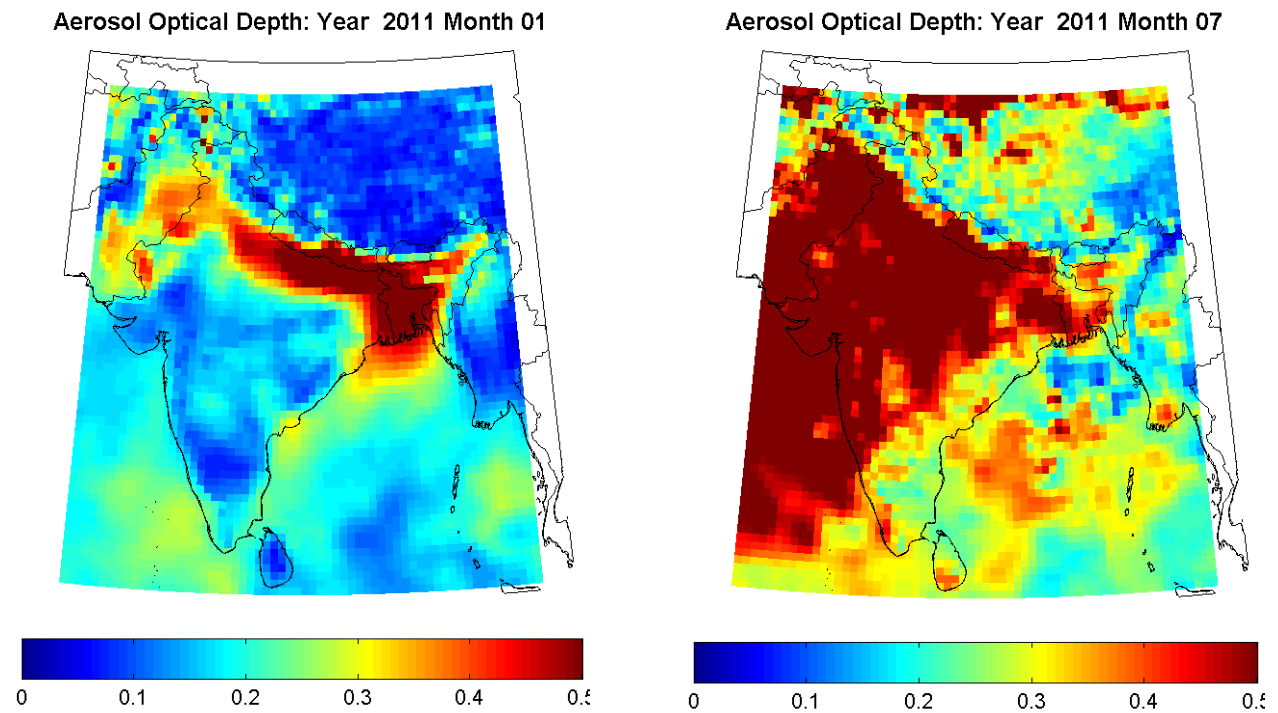 Aerosol Optical Depth: Year 2011 Month 01
Aerosol Optical Depth: Year 2011 Month 07
0 0.1 0.2 0.3 0.4 0.5
0 0.1 0.2 0.3 0.4 0.5